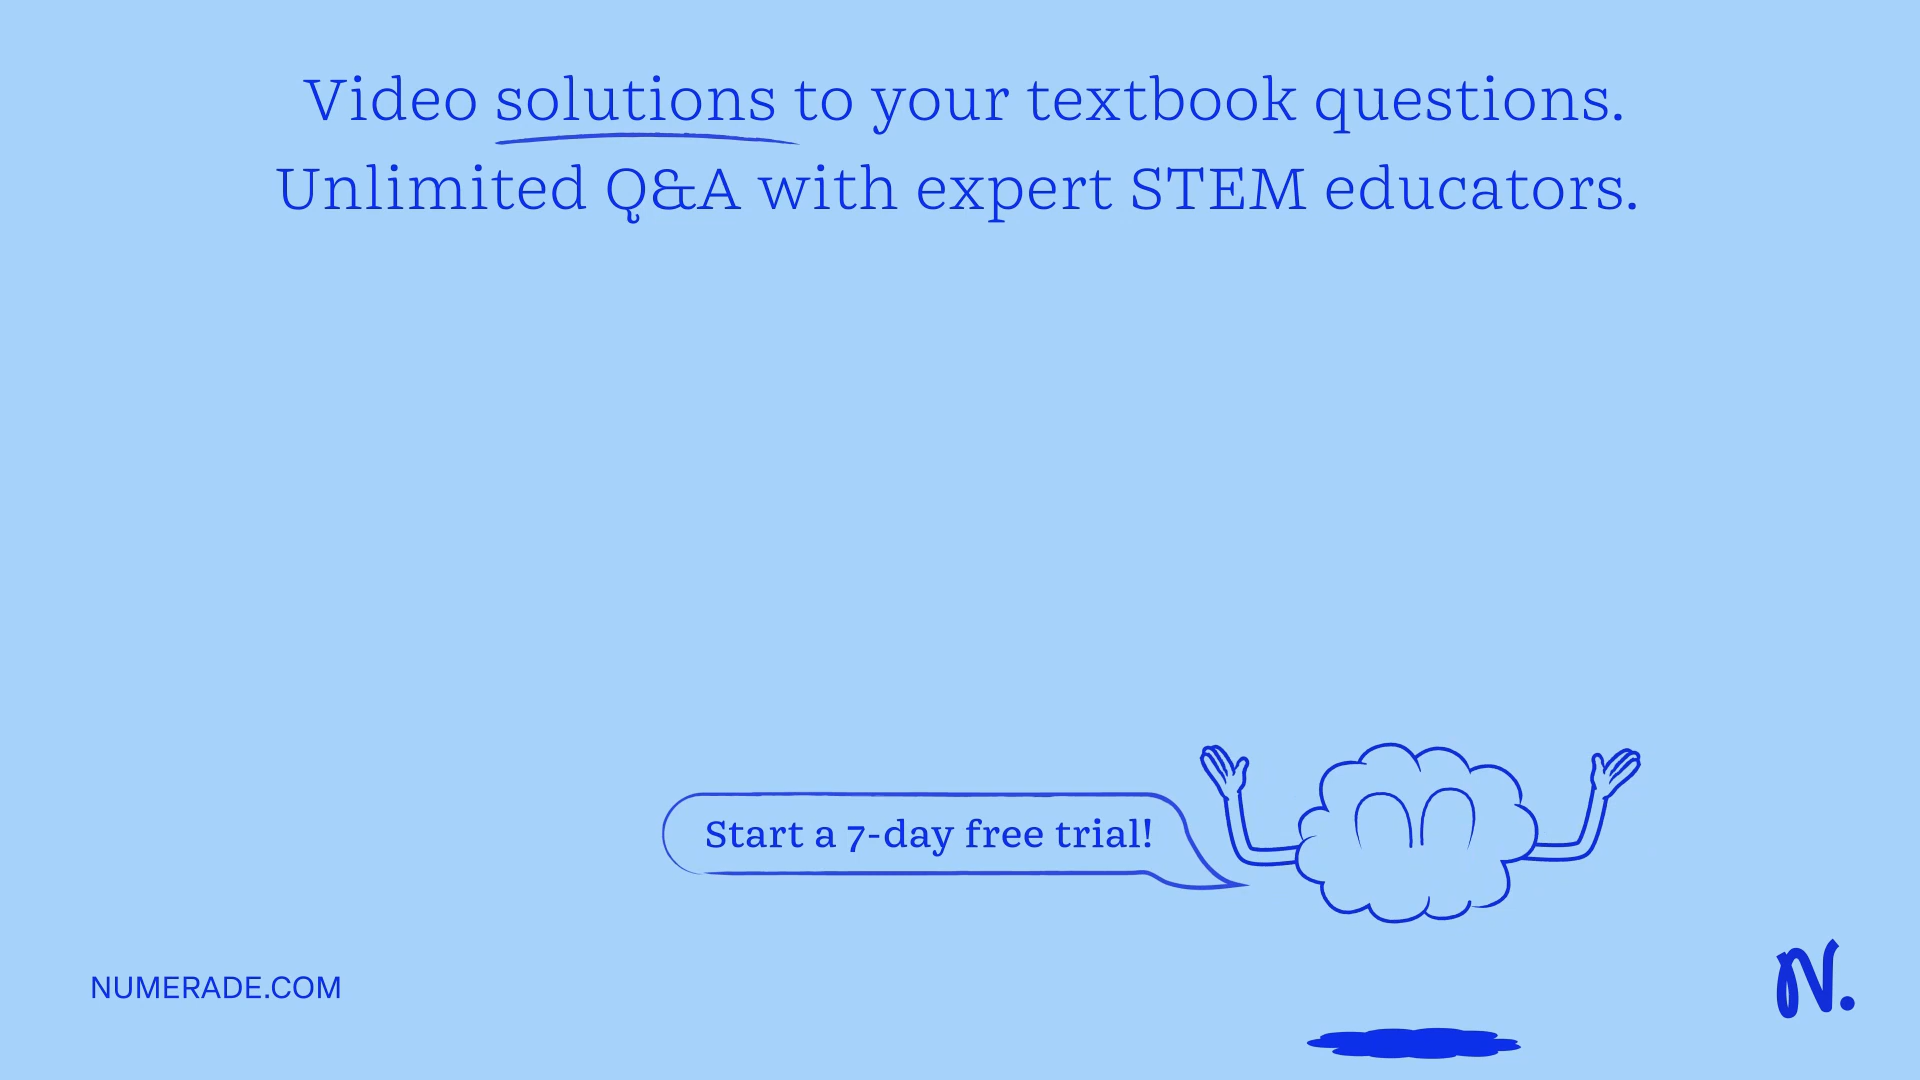 Video solutions to your textbook questions.
Unlimited Q&A with expert STEM educators.
Start a 7-day free trial!
NUMERADE.COM
N.